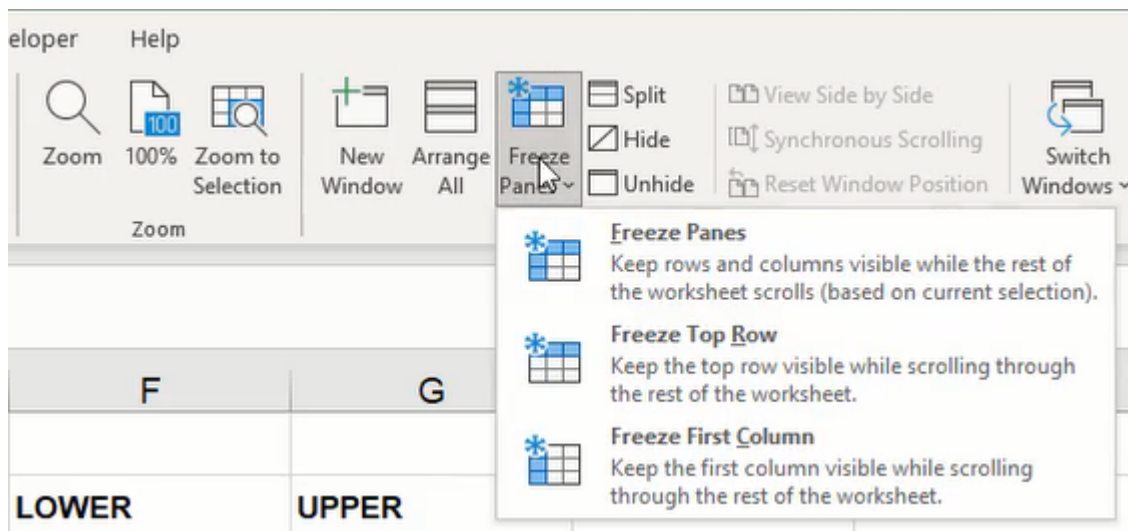 eloper Help
Zoom
100%
Zoom to
Selection
New
Window
Arrange
All
Freeze
Panes
Split
Hide
Unhide
View Side by Side
Synchronous Scrolling
Reset Window Position
Switch
Windows
Zoom
Freeze Panes
Keep rows and columns visible while the rest of
the worksheet scrolls (based on current selection).
Freeze Top Row
Keep the top row visible while scrolling through
the rest of the worksheet.
Freeze First Column
Keep the first column visible while scrolling
through the rest of the worksheet.
F G
LOWER UPPER